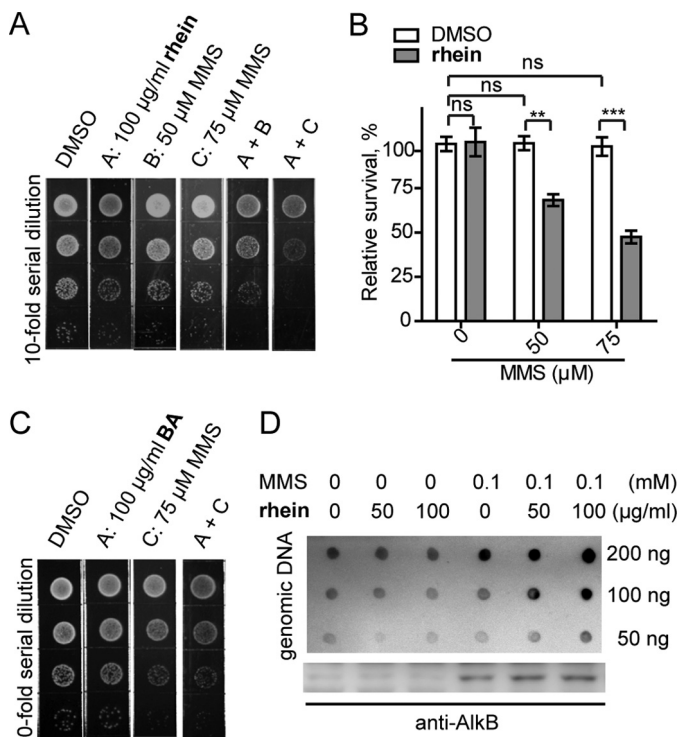 A
DMSO
A: 100 µg/ml rhein
B: 50 µM MMS
C: 75 µM MMS
A + B
A + C
10-fold serial dilution
B
DMSO
rhein
ns
ns
ns
**
***
Relative survival, %
100
75
50
25
0
0
50
75
MMS (µM)
C
DMSO
A: 100 µg/ml BA
C: 75 µM MMS
A + C
0-fold serial dilution
D
MMS 0 0 0 0.1 0.1 0.1 (mM)
rhein 0 50 100 0 50 100 (µg/ml)
genomic DNA
200 ng
100 ng
50 ng
anti-AlkB